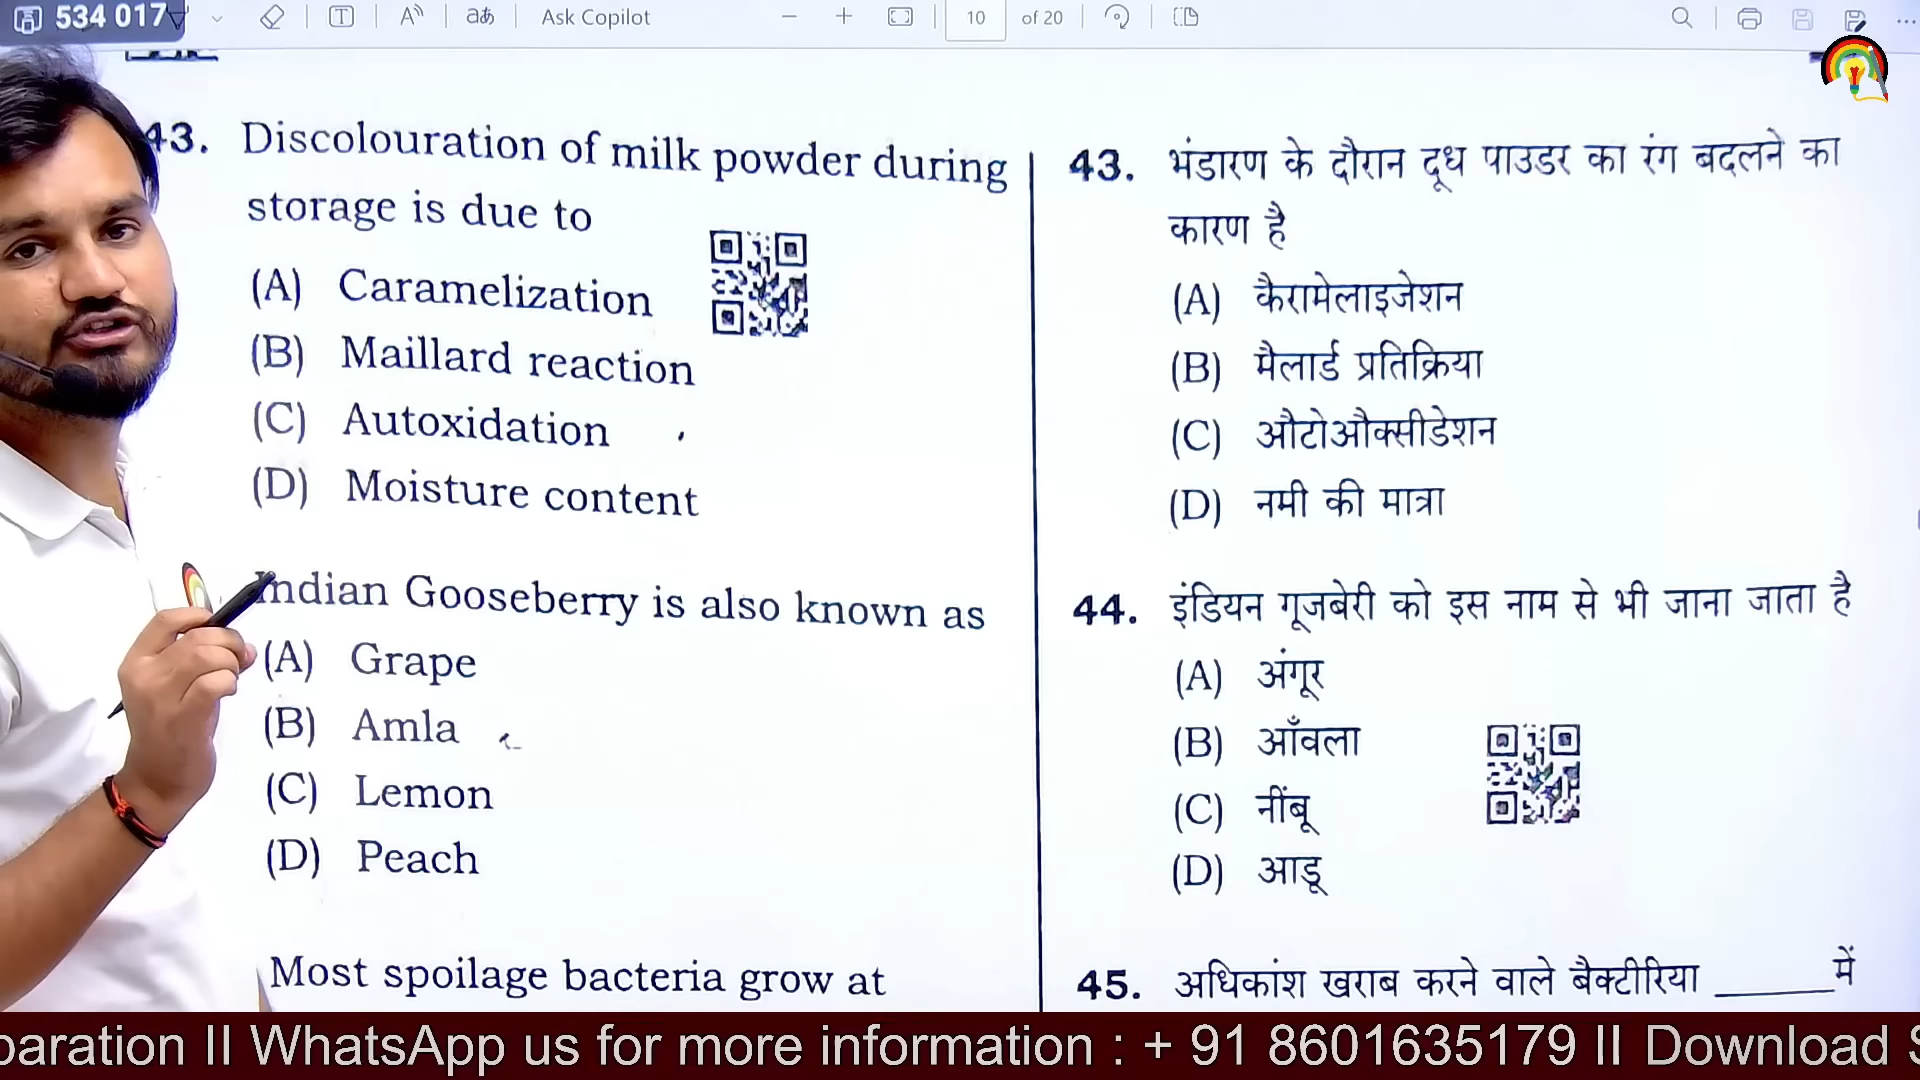 534 017
Ask Copilot
10 of 20
43. Discolouration of milk powder during
storage is due to
(A) Caramelization
(B) Maillard reaction
(C) Autoxidation
(D) Moisture content
Indian Gooseberry is also known as
(A) Grape
(B) Amla
(C) Lemon
(D) Peach
Most spoilage bacteria grow at
43. भंडारण के दौरान दूध पाउडर का रंग बदलने का
कारण है
(A) कैरामेलाइजेशन
(B) मैलार्ड प्रतिक्रिया
(C) औटोऔक्सीडेशन
(D) नमी की मात्रा
44. इंडियन गूजबेरी को इस नाम से भी जाना जाता है
(A) अंगूर
(B) आँवला
(C) नींबू
(D) आडू
45. अधिकांश खराब करने वाले बैक्टीरिया ______में
paration II WhatsApp us for more information : + 91 8601635179 II Download